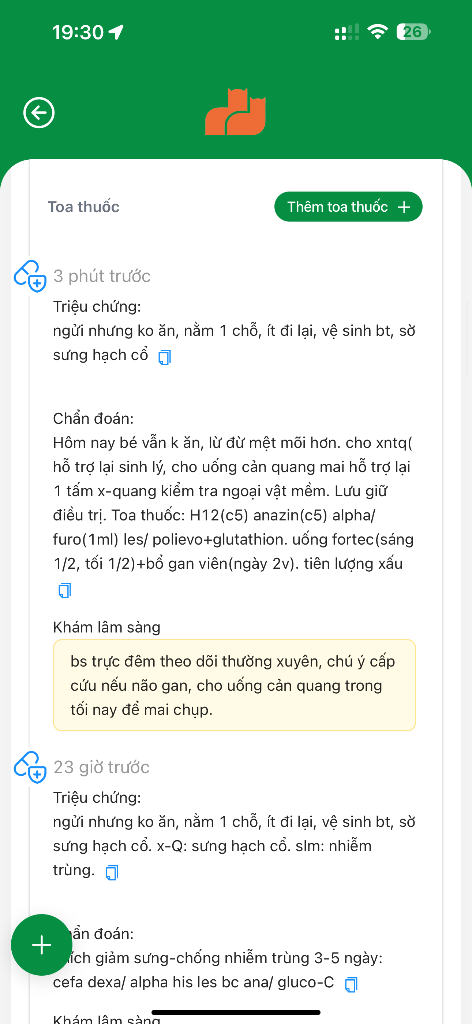 19:30
26
Toa thuốc
Thêm toa thuốc +
3 phút trước
Triệu chứng:
ngửi nhưng ko ăn, nằm 1 chỗ, ít đi lại, vệ sinh bt, sờ
sưng hạch cổ
Chẩn đoán:
Hôm nay bé vẫn k ăn, lừ đừ mệt mõi hơn. cho xntq(
hỗ trợ lại sinh lý, cho uống cản quang mai hỗ trợ lại
1 tấm x-quang kiểm tra ngoại vật mềm. Lưu giữ
điều trị. Toa thuốc: H12(c5) anazin(c5) alpha/
furo(1ml) les/ polievo+glutathion. uống fortec(sáng
1/2, tối 1/2)+bổ gan viên(ngày 2v). tiên lượng xấu
Khám lâm sàng
bs trực đêm theo dõi thường xuyên, chú ý cấp
cứu nếu não gan, cho uống cản quang trong
tối nay để mai chụp.
23 giờ trước
Triệu chứng:
ngửi nhưng ko ăn, nằm 1 chỗ, ít đi lại, vệ sinh bt, sờ
sưng hạch cổ. x-Q: sưng hạch cổ. slm: nhiễm
trùng.
ẩn đoán:
ích giảm sưng-chống nhiễm trùng 3-5 ngày:
cefa dexa/ alpha his les bc ana/ gluco-C
Khám lâm sàng